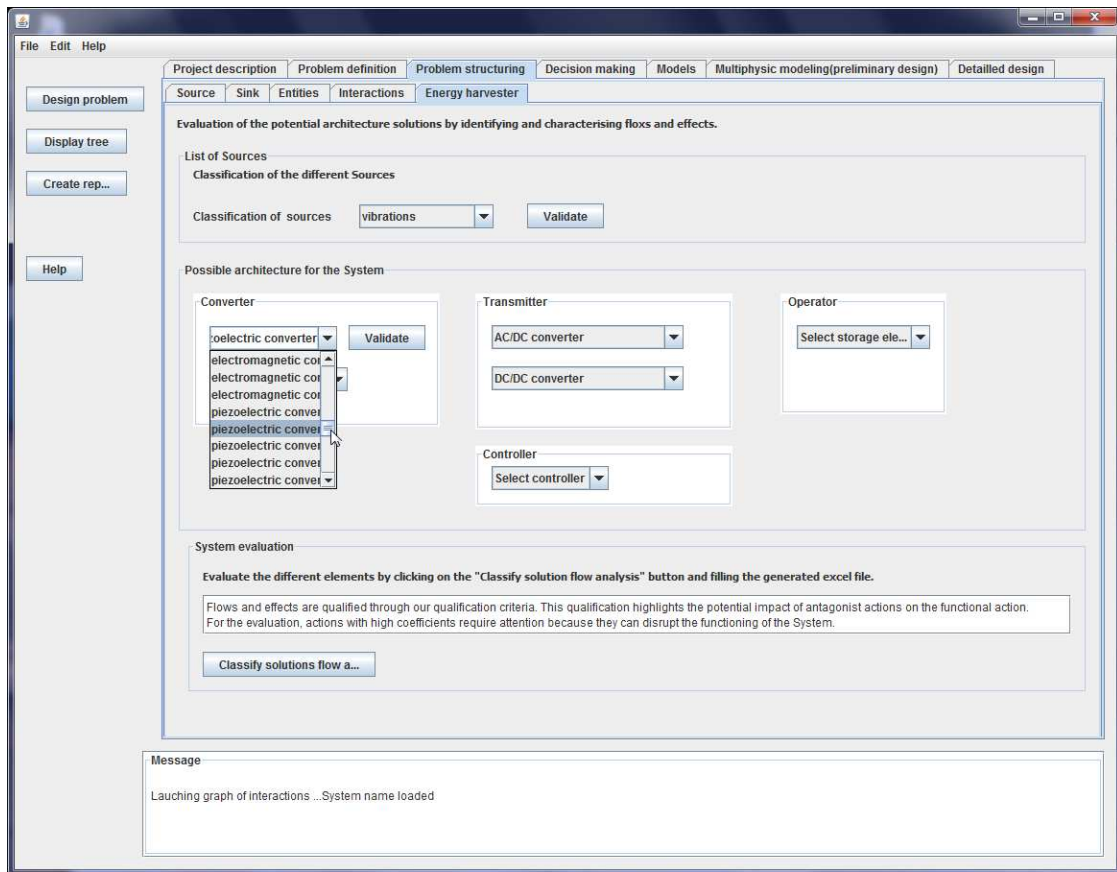 File Edit Help
Project description Problem definition Problem structuring Decision making Models Multiphysic modeling(preliminary design) Detailled design
Design problem
Display tree
Create rep...
Help
Source Sink Entities Interactions Energy harvester
Evaluation of the potential architecture solutions by identifying and characterising floxs and effects.
List of Sources
Classification of the different Sources
Classification of sources vibrations Validate
Possible architecture for the System
Converter
:oelectric converter Validate
electromagnetic cor
electromagnetic cor
electromagnetic cor
piezoelectric conver
piezoelectric conver
piezoelectric conver
piezoelectric conver
piezoelectric conver
Transmitter
AC/DC converter
DC/DC converter
Controller
Select controller
Operator
Select storage ele...
System evaluation
Evaluate the different elements by clicking on the "Classify solution flow analysis" button and filling the generated excel file.
Flows and effects are qualified through our qualification criteria. This qualification highlights the potential impact of antagonist actions on the functional action.
For the evaluation, actions with high coefficients require attention because they can disrupt the functioning of the System.
Classify solutions flow a...
Message
Lauching graph of interactions ...System name loaded